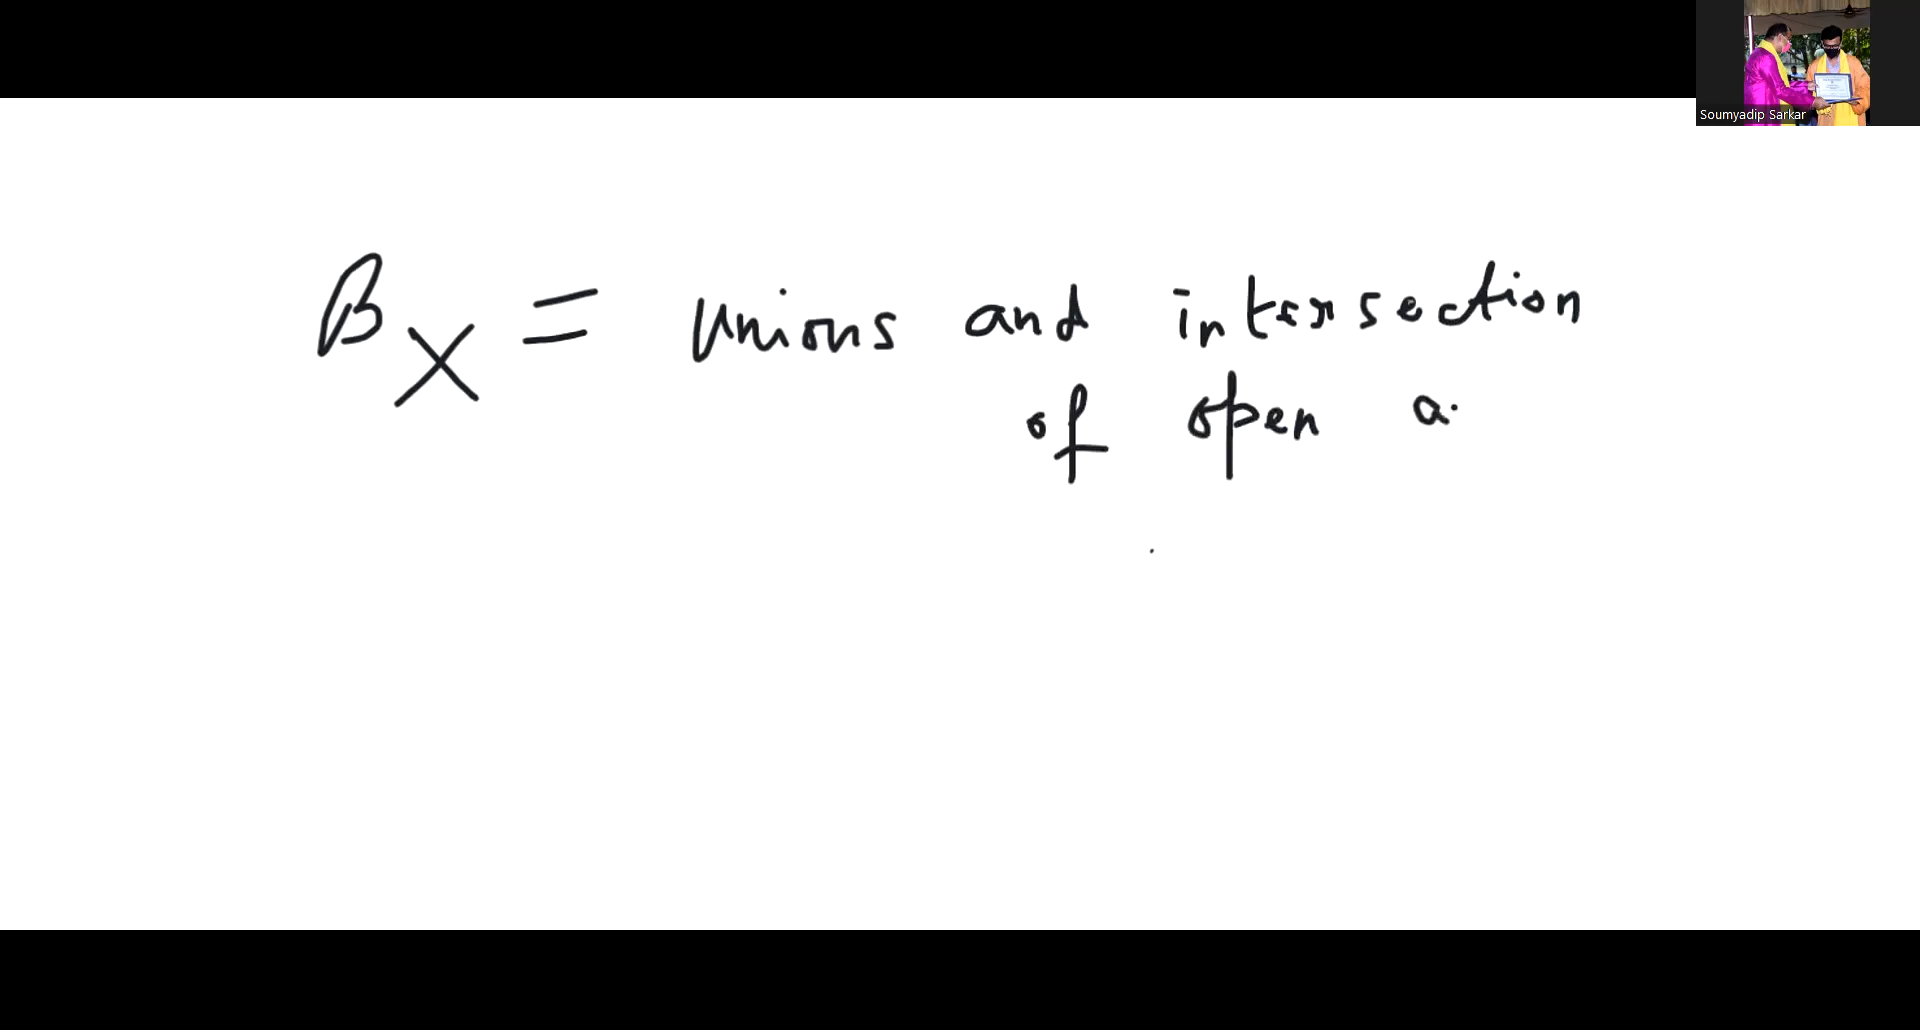 Soumyadip Sarkar
B_X = unions and intersection
of open a.